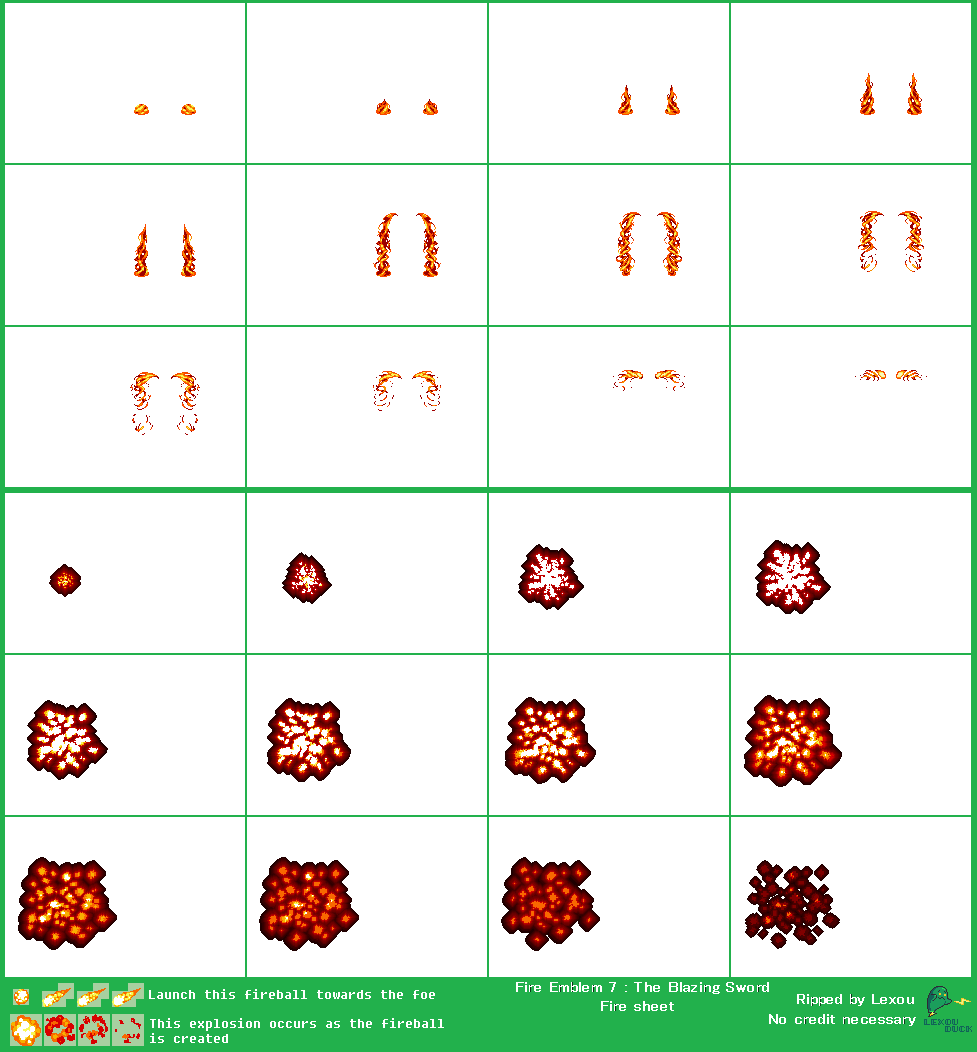 Launch this fireball towards the foe
This explosion occurs as the fireball
is created
Fire Emblem 7 : The Blazing Sword
Fire sheet
Ripped by Lexou
No credit necessary
LEXOU
DUCK